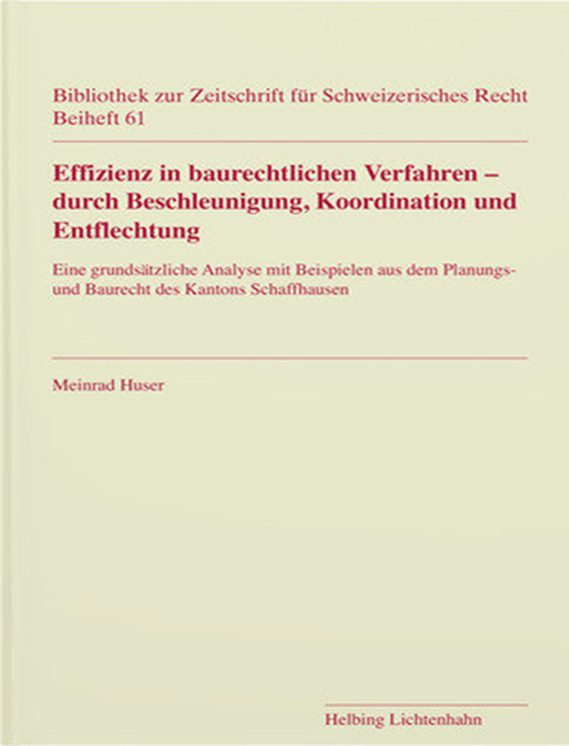 Bibliothek zur Zeitschrift für Schweizerisches Recht
Beiheft 61
Effizienz in baurechtlichen Verfahren –
durch Beschleunigung, Koordination und
Entflechtung
Eine grundsätzliche Analyse mit Beispielen aus dem Planungs-
und Baurecht des Kantons Schaffhausen
Meinrad Huser
Helbing Lichtenhahn